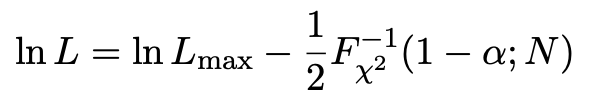 ln L = ln L_max − 1/2 F_{χ²}^{−1}(1 − α; N)